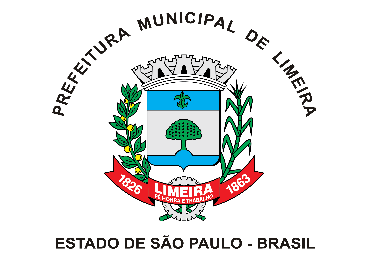 PREFEITURA MUNICIPAL DE LIMEIRA
1826 LIMEIRA 1863
ESTADO DE SÃO PAULO - BRASIL